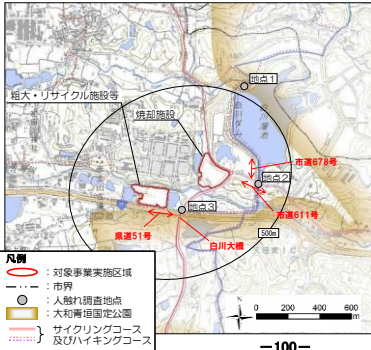 地点1
粗大・リサイクル施設等
焼却施設
市道678号
地点2
地点3
市道611号
県道51号
白川大橋
500m
凡例
：対象事業実施区域
：市界
：人触れ調査地点
：大和青垣国定公園
：サイクリングコース
及びハイキングコース
0 200 400 600
m
－100－